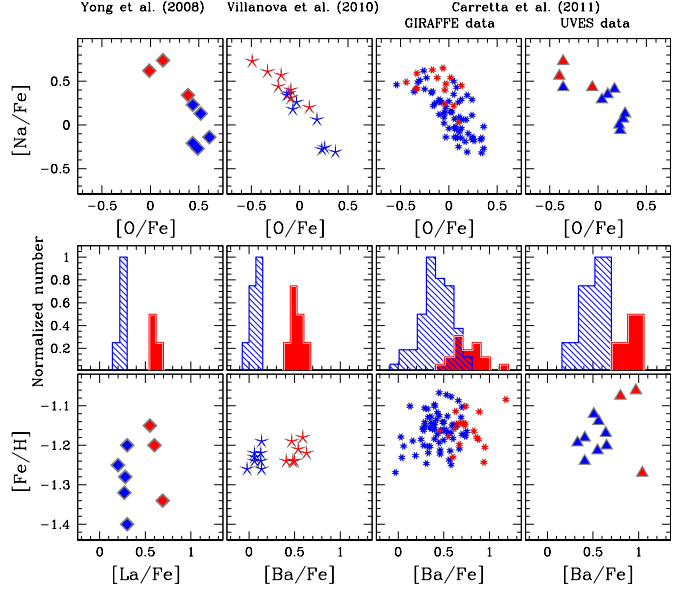 Yong et al. (2008) Villanova et al. (2010) Carretta et al. (2011)
GIRAFFE data UVES data
[Na/Fe]
0.5
0
−0.5
−0.5 0 0.5 −0.5 0 0.5 −0.5 0 0.5 −0.5 0 0.5
[O/Fe] [O/Fe] [O/Fe] [O/Fe]
Normalized number
1
0.8
0.6
0.4
0.2
[Fe/H]
−1.1
−1.2
−1.3
−1.4
0 0.5 1 0 0.5 1 0 0.5 1 0 0.5 1
[La/Fe] [Ba/Fe] [Ba/Fe] [Ba/Fe]